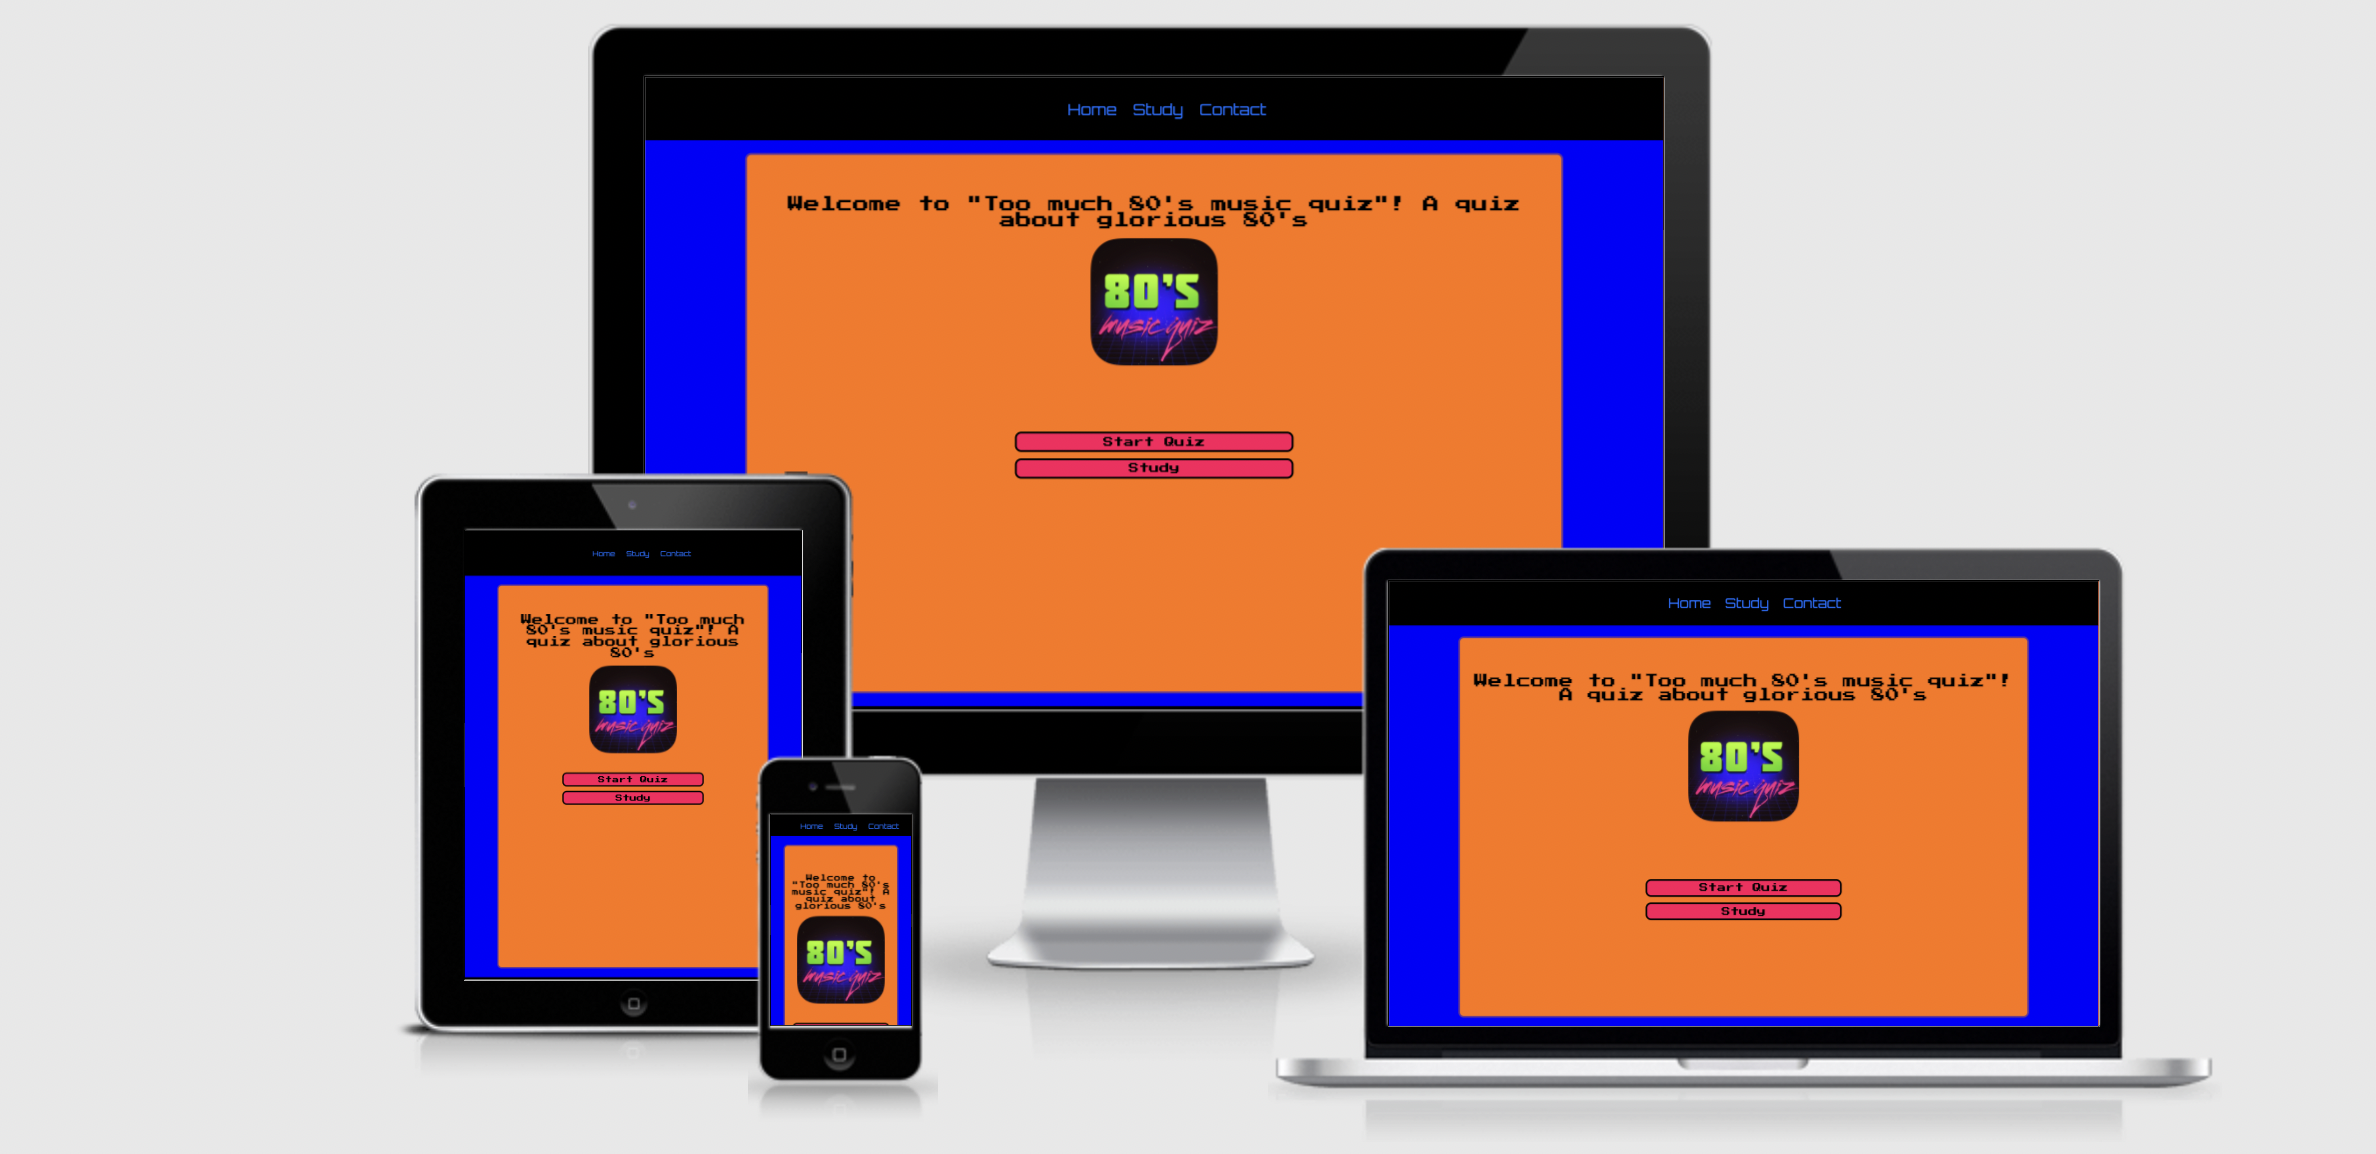 Home Study Contact
Welcome to "Too much 80's music quiz"! A quiz
about glorious 80's
80'S
music quiz
Start Quiz
Study
Home Study Contact
Welcome to "Too much
80's music quiz"! A
quiz about glorious
80's
80'S
music quiz
Start Quiz
Study
Home Study Contact
Welcome to
"Too much 80's
music quiz"! A
quiz about
glorious 80's
80'S
music quiz
Home Study Contact
Welcome to "Too much 80's music quiz"!
A quiz about glorious 80's
80'S
music quiz
Start Quiz
Study